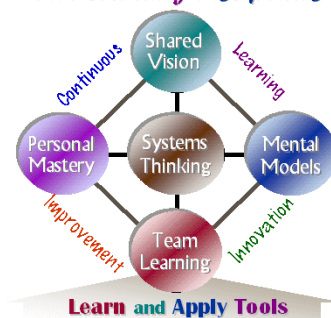 Shared
Vision
Continuous
Learning
Personal
Mastery
Systems
Thinking
Mental
Models
Improvement
Innovation
Team
Learning
Learn and Apply Tools